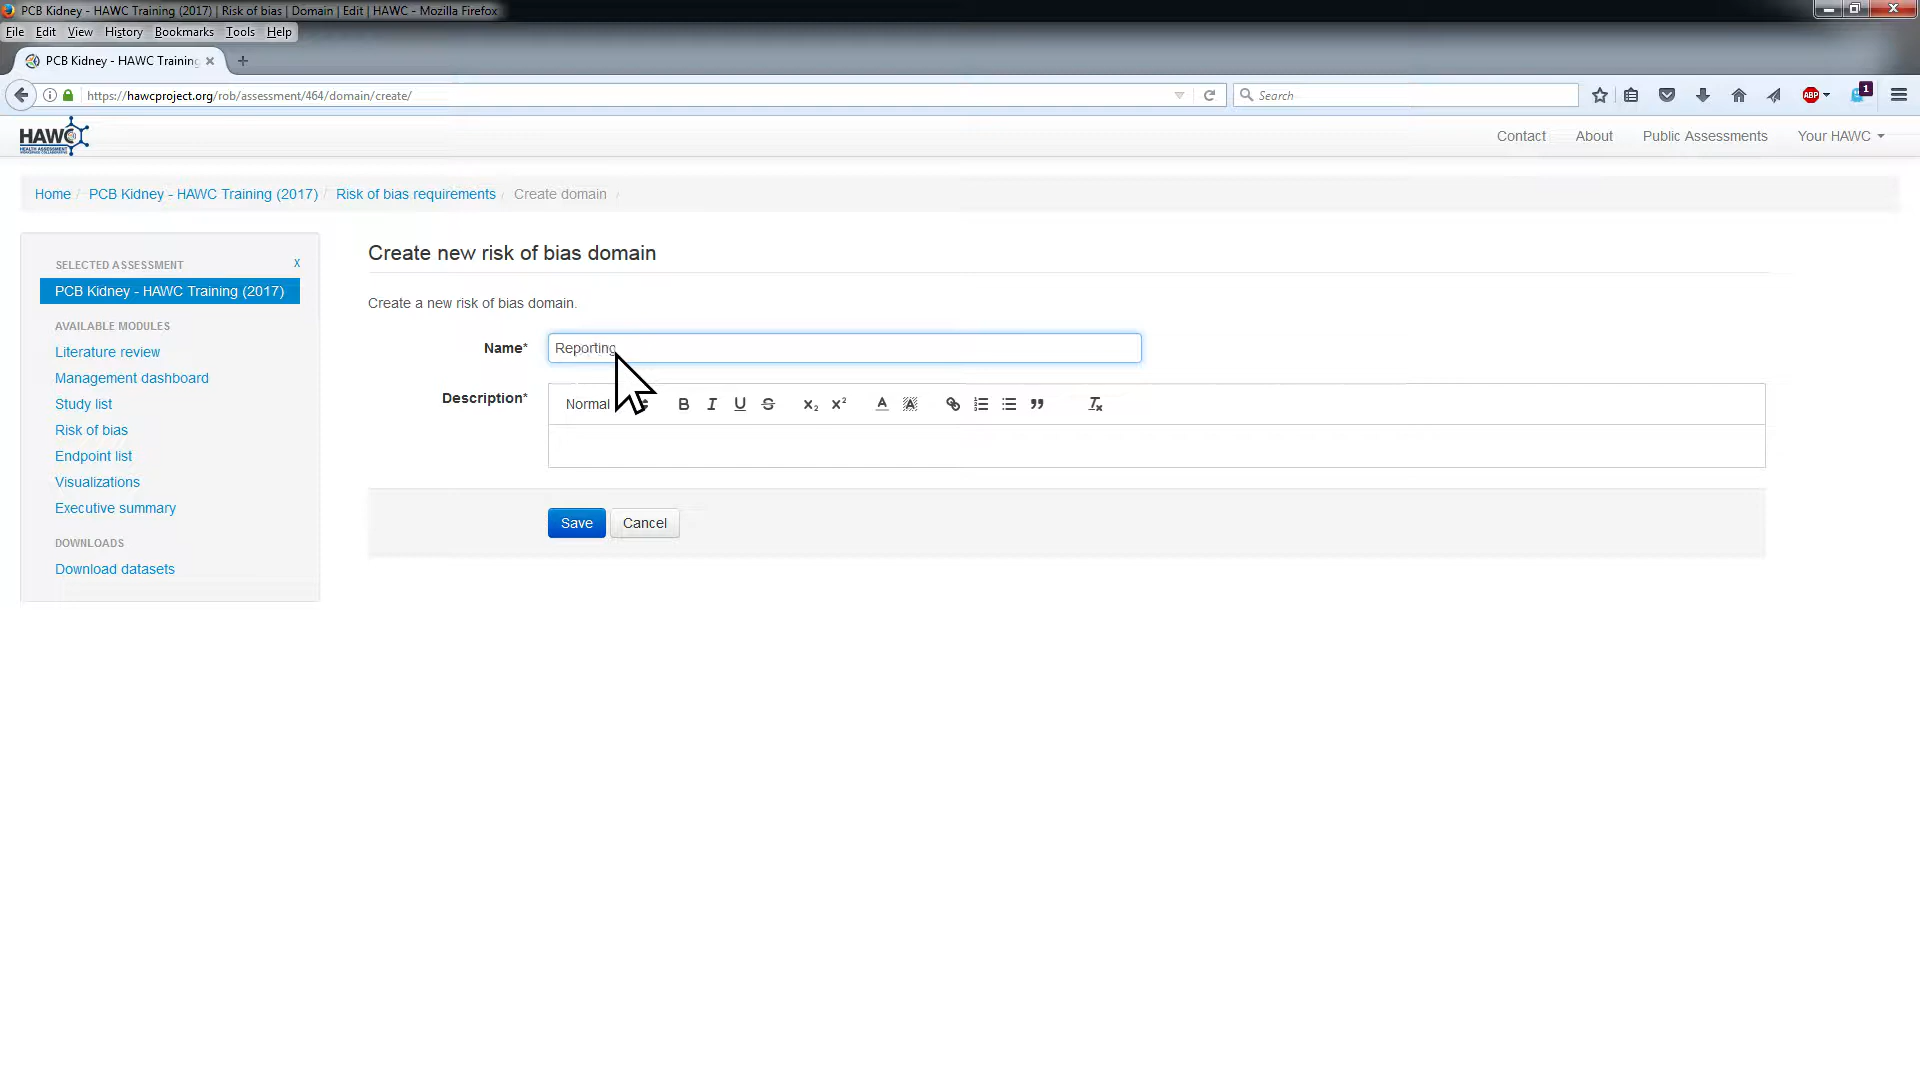 PCB Kidney - HAWC Training (2017) | Risk of bias | Domain | Edit | HAWC - Mozilla Firefox
File Edit View History Bookmarks Tools Help
PCB Kidney - HAWC Training
https://hawcproject.org/rob/assessment/464/domain/create/
Search
ABP
1
HAWC
Contact
About
Public Assessments
Your HAWC
Home / PCB Kidney - HAWC Training (2017) / Risk of bias requirements / Create domain /
SELECTED ASSESSMENT
x
PCB Kidney - HAWC Training (2017)
AVAILABLE MODULES
Literature review
Management dashboard
Study list
Risk of bias
Endpoint list
Visualizations
Executive summary
DOWNLOADS
Download datasets
Create new risk of bias domain
Create a new risk of bias domain.
Name*
Reporting
Description*
Normal
Save
Cancel